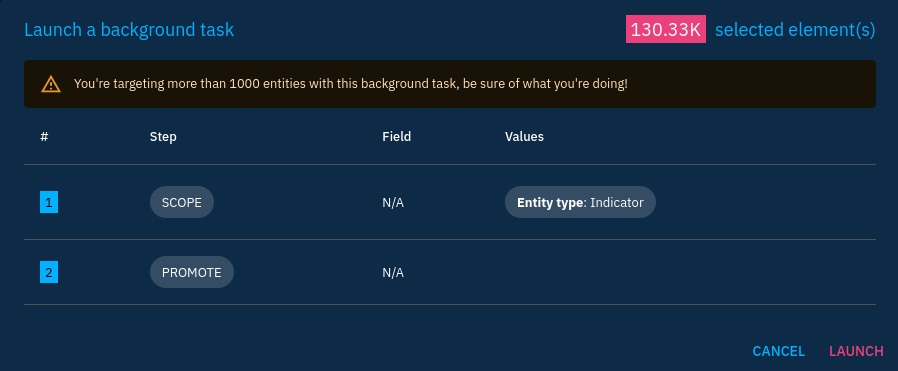 Launch a background task 130.33K selected element(s)
You're targeting more than 1000 entities with this background task, be sure of what you're doing!
# Step Field Values
1 SCOPE N/A Entity type: Indicator
2 PROMOTE N/A
CANCEL LAUNCH